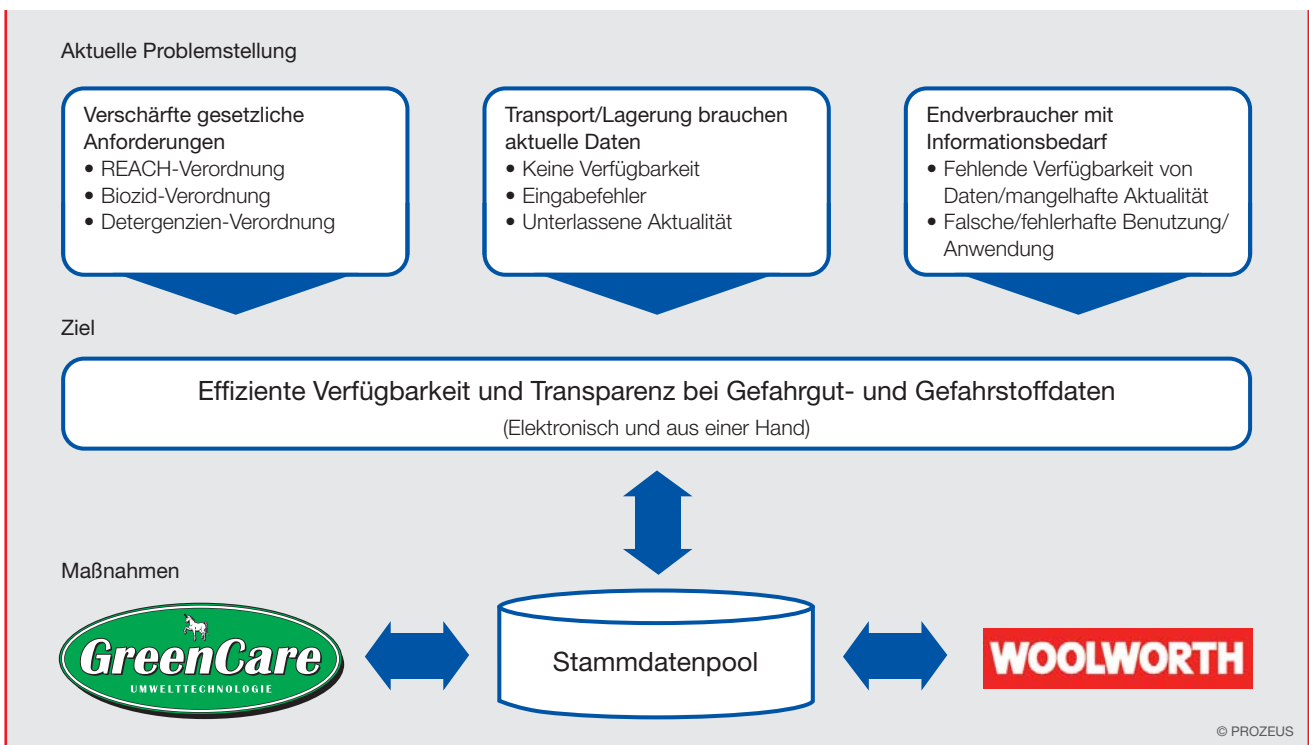 Aktuelle Problemstellung
Verschärfte gesetzliche
Anforderungen
• REACH-Verordnung
• Biozid-Verordnung
• Detergenzien-Verordnung
Transport/Lagerung brauchen
aktuelle Daten
• Keine Verfügbarkeit
• Eingabefehler
• Unterlassene Aktualität
Endverbraucher mit
Informationsbedarf
• Fehlende Verfügbarkeit von
Daten/mangelhafte Aktualität
• Falsche/fehlerhafte Benutzung/
Anwendung
Ziel
Effiziente Verfügbarkeit und Transparenz bei Gefahrgut- und Gefahrstoffdaten
(Elektronisch und aus einer Hand)
Maßnahmen
GreenCare
UMWELTTECHNOLOGIE
Stammdatenpool
WOOLWORTH
© PROZEUS